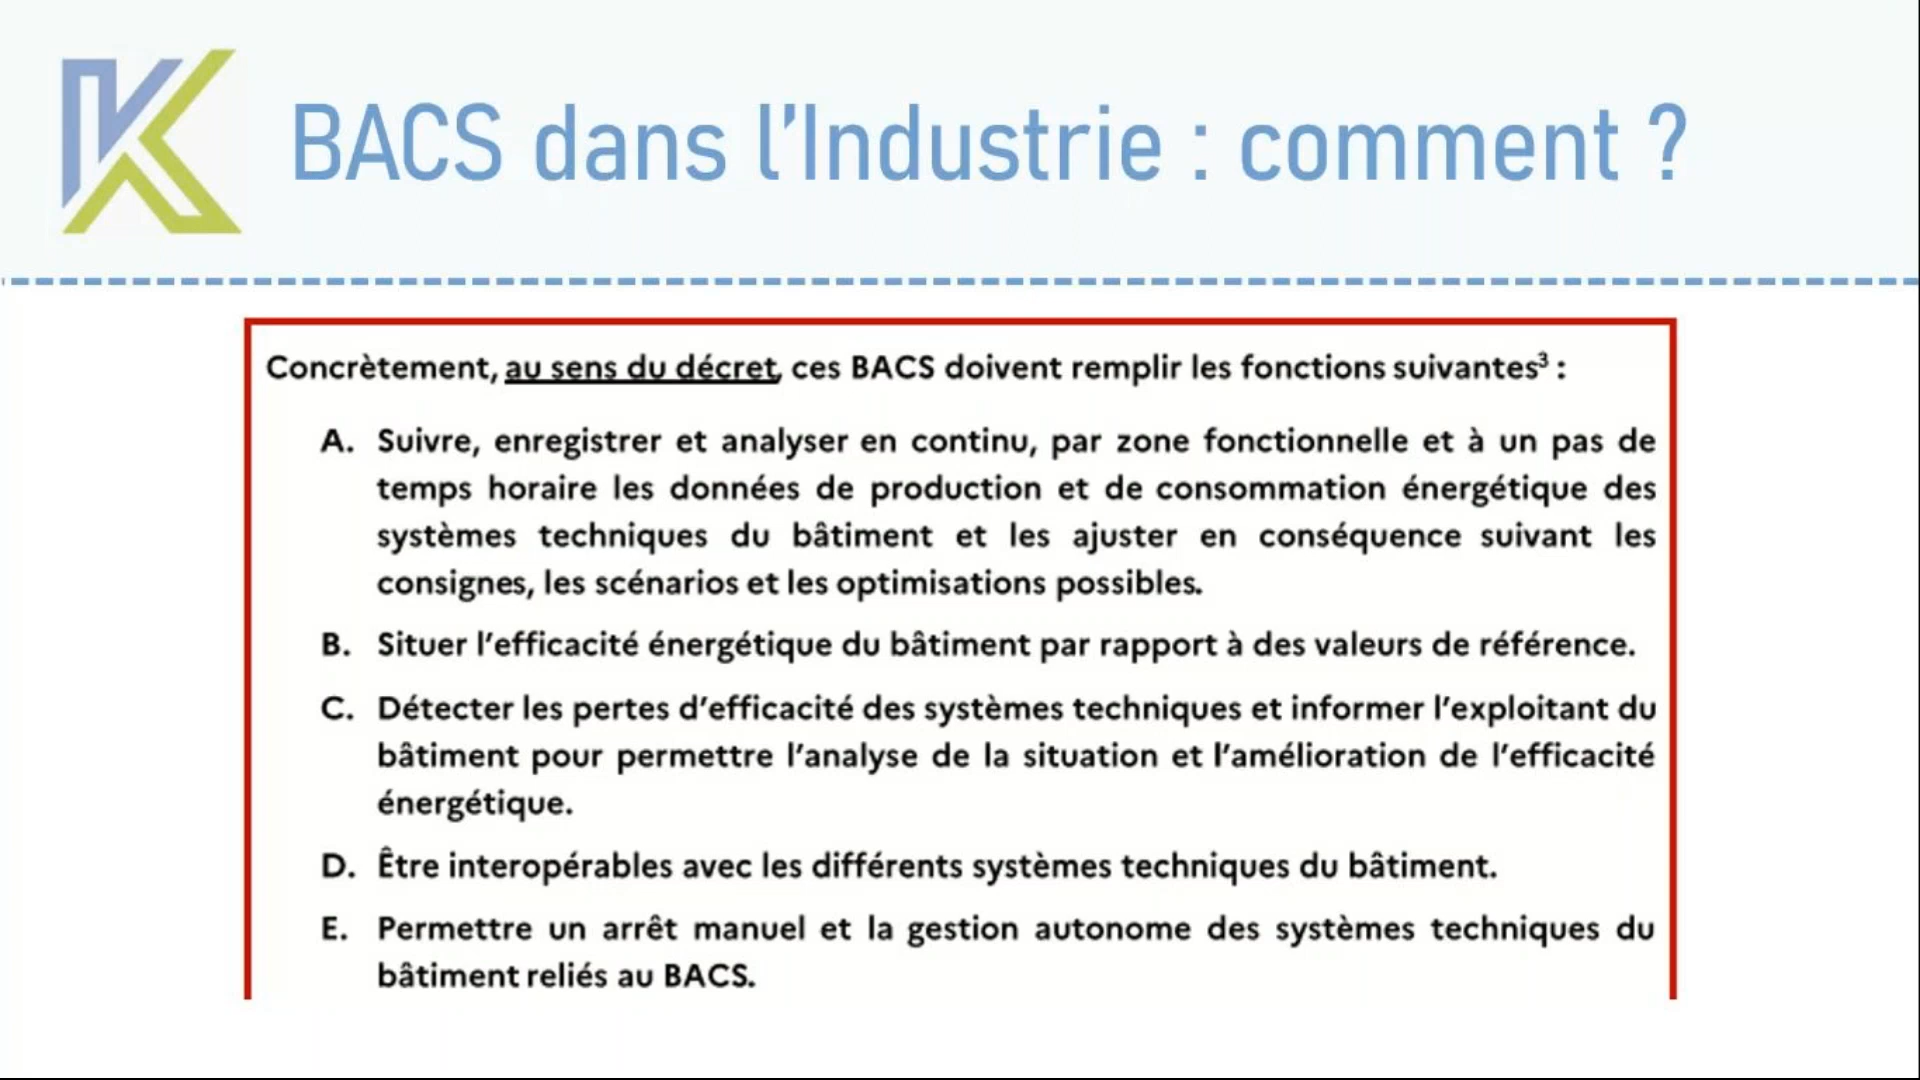 BACS dans l'Industrie : comment ?
Concrètement, au sens du décret, ces BACS doivent remplir les fonctions suivantes³ :
A. Suivre, enregistrer et analyser en continu, par zone fonctionnelle et à un pas de
temps horaire les données de production et de consommation énergétique des
systèmes techniques du bâtiment et les ajuster en conséquence suivant les
consignes, les scénarios et les optimisations possibles.
B. Situer l'efficacité énergétique du bâtiment par rapport à des valeurs de référence.
C. Détecter les pertes d'efficacité des systèmes techniques et informer l'exploitant du
bâtiment pour permettre l'analyse de la situation et l'amélioration de l'efficacité
énergétique.
D. Être interopérables avec les différents systèmes techniques du bâtiment.
E. Permettre un arrêt manuel et la gestion autonome des systèmes techniques du
bâtiment reliés au BACS.